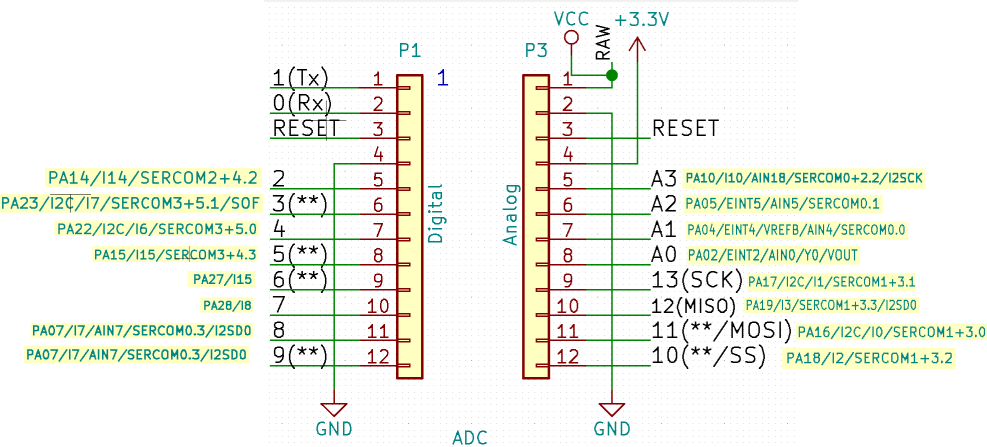 VCC
RAW
+3.3V
P1
P3
1(Tx) 1 1
0(Rx) 2
RESET 3
4
PA14/I14/SERCOM2+4.2 2 5
PA23/I2C/I7/SERCOM3+5.1/SOF 3(**) 6
PA22/I2C/I6/SERCOM3+5.0 4 7
PA15/I15/SERCOM3+4.3 5(**) 8
PA27/I15 6(**) 9
PA28/I8 7 10
PA07/I7/AIN7/SERCOM0.3/I2SD0 8 11
PA07/I7/AIN7/SERCOM0.3/I2SD0 9(**) 12
Digital
GND
Analog
1
2
3 RESET
4
5 A3 PA10/I10/AIN18/SERCOM0+2.2/I2SCK
6 A2 PA05/EINT5/AIN5/SERCOM0.1
7 A1 PA04/EINT4/VREFB/AIN4/SERCOM0.0
8 A0 PA02/EINT2/AIN0/Y0/VOUT
9 13(SCK) PA17/I2C/I1/SERCOM1+3.1
10 12(MISO) PA19/I3/SERCOM1+3.3/I2SD0
11 11(**/MOSI) PA16/I2C/I0/SERCOM1+3.0
12 10(**/SS) PA18/I2/SERCOM1+3.2
GND
ADC